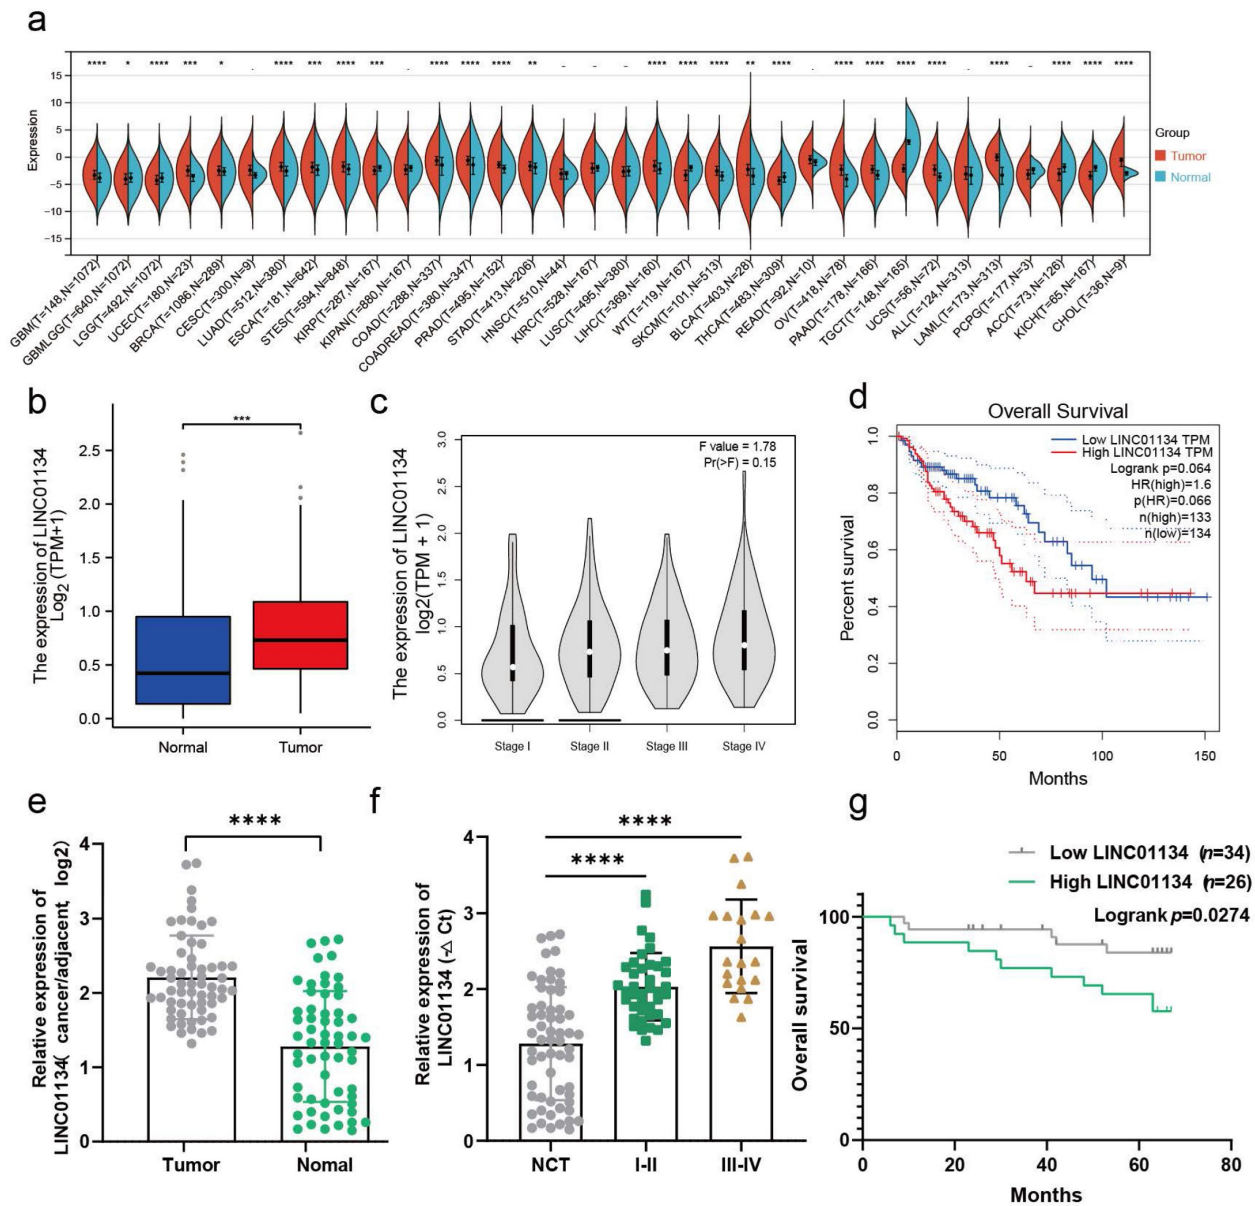 a
**** * **** *** * . **** *** **** *** . **** **** **** ** – – – **** **** **** ** **** . **** **** **** **** . **** – **** **** ****
15
10
5
0
−5
−10
−15
Expression
Group
Tumor
Normal
GBM(T=148,N=1072)
GBMLGG(T=640,N=1072)
LGG(T=492,N=1072)
UCEC(T=180,N=23)
BRCA(T=1086,N=289)
CESC(T=300,N=9)
LUAD(T=512,N=380)
ESCA(T=181,N=642)
STES(T=594,N=848)
KIRP(T=287,N=167)
KIPAN(T=880,N=167)
COAD(T=288,N=337)
COADREAD(T=380,N=347)
PRAD(T=495,N=152)
STAD(T=413,N=206)
HNSC(T=510,N=44)
KIRC(T=528,N=167)
LUSC(T=495,N=380)
LIHC(T=369,N=160)
WT(T=119,N=167)
SKCM(T=101,N=513)
BLCA(T=403,N=28)
THCA(T=483,N=309)
READ(T=92,N=10)
OV(T=418,N=78)
PAAD(T=178,N=166)
TGCT(T=148,N=165)
UCS(T=56,N=72)
ALL(T=124,N=313)
LAML(T=173,N=313)
PCPG(T=177,N=3)
ACC(T=73,N=126)
KICH(T=65,N=167)
CHOL(T=36,N=9)
b
The expression of LINC01134
Log2 (TPM+1)
2.5
2.0
1.5
1.0
0.5
0.0
***
Normal
Tumor
c
The expression of LINC01134
log2(TPM + 1)
3.0
2.5
2.0
1.5
1.0
0.5
0.0
F value = 1.78
Pr(>F) = 0.15
Stage I
Stage II
Stage III
Stage IV
d
Overall Survival
Percent survival
1.0
0.8
0.6
0.4
0.2
0.0
Low LINC01134 TPM
High LINC01134 TPM
Logrank p=0.064
HR(high)=1.6
p(HR)=0.066
n(high)=133
n(low)=134
0
50
100
150
Months
e
Relative expression of
LINC01134( cancer/adjacent, log2)
4
3
2
1
0
****
Tumor
Nomal
f
Relative expression of
LINC01134 (-△ Ct)
4
3
2
1
0
****
****
NCT
I-II
III-IV
g
Low LINC01134 (n=34)
High LINC01134 (n=26)
Logrank p=0.0274
Overall survival
100
50
0
0
20
40
60
80
Months